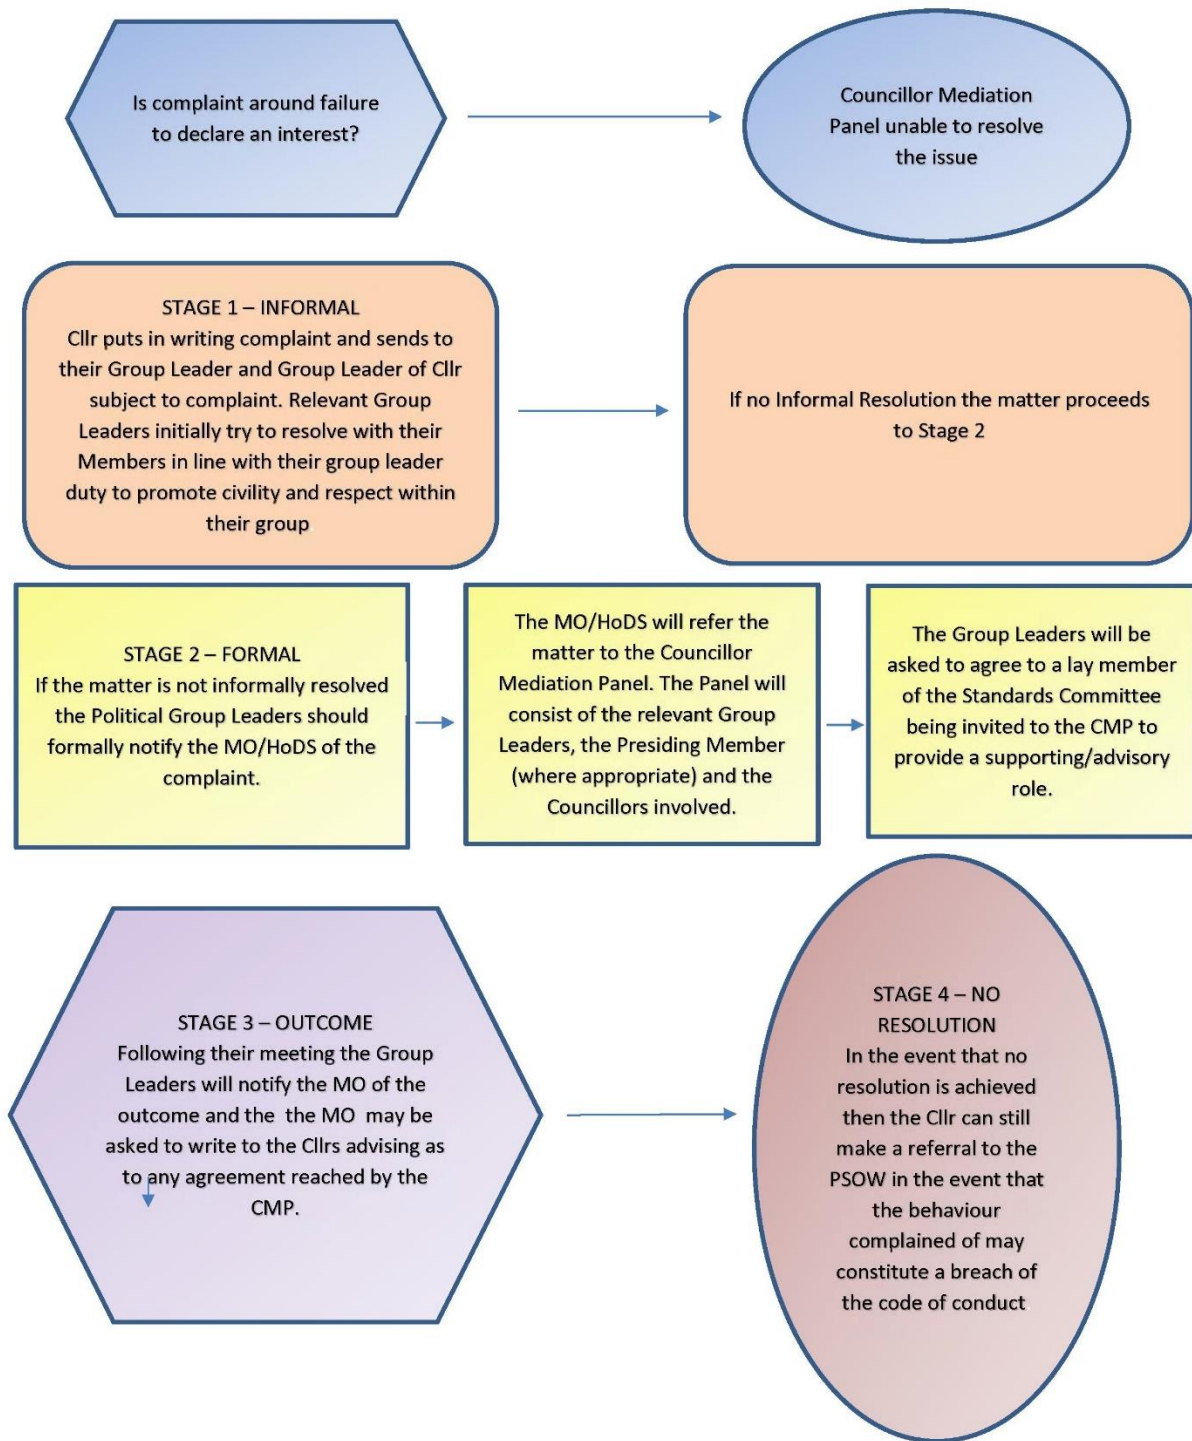 Is complaint around failure
to declare an interest?
Councillor Mediation
Panel unable to resolve
the issue
STAGE 1 – INFORMAL
Cllr puts in writing complaint and sends to
their Group Leader and Group Leader of Cllr
subject to complaint. Relevant Group
Leaders initially try to resolve with their
Members in line with their group leader
duty to promote civility and respect within
their group.
If no Informal Resolution the matter proceeds
to Stage 2
STAGE 2 – FORMAL
If the matter is not informally resolved
the Political Group Leaders should
formally notify the MO/HoDS of the
complaint.
The MO/HoDS will refer the
matter to the Councillor
Mediation Panel. The Panel will
consist of the relevant Group
Leaders, the Presiding Member
(where appropriate) and the
Councillors involved.
The Group Leaders will be
asked to agree to a lay member
of the Standards Committee
being invited to the CMP to
provide a supporting/advisory
role.
STAGE 3 – OUTCOME
Following their meeting the Group
Leaders will notify the MO of the
outcome and the  the MO  may be
asked to write to the Cllrs advising as
to any agreement reached by the
CMP.
STAGE 4 – NO
RESOLUTION
In the event that no
resolution is achieved
then the Cllr can still
make a referral to the
PSOW in the event that
the behaviour
complained of may
constitute a breach of
the code of conduct.